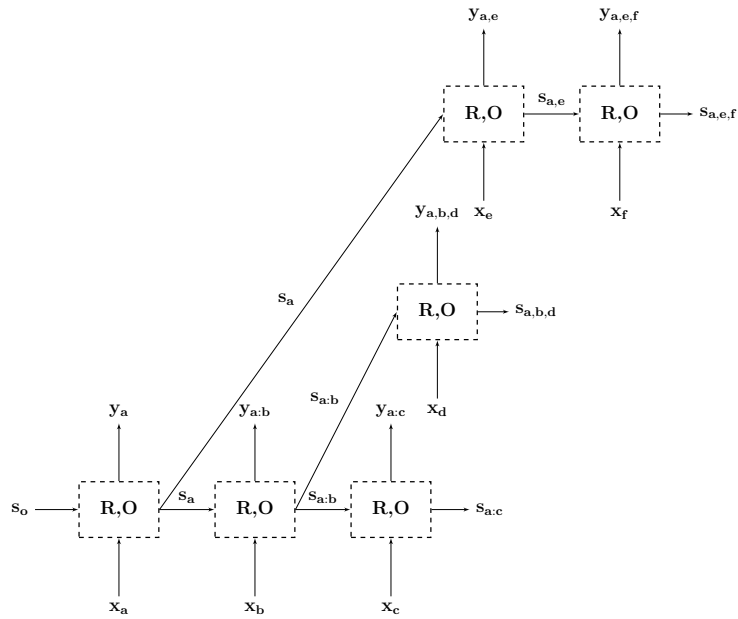 y_a,e y_a,e,f
s_a,e
R,O R,O s_a,e,f
x_e x_f
y_a,b,d
s_a
R,O s_a,b,d
s_a:b
x_d
y_a y_a:b y_a:c
s_a s_a:b
s_o R,O R,O R,O s_a:c
x_a x_b x_c